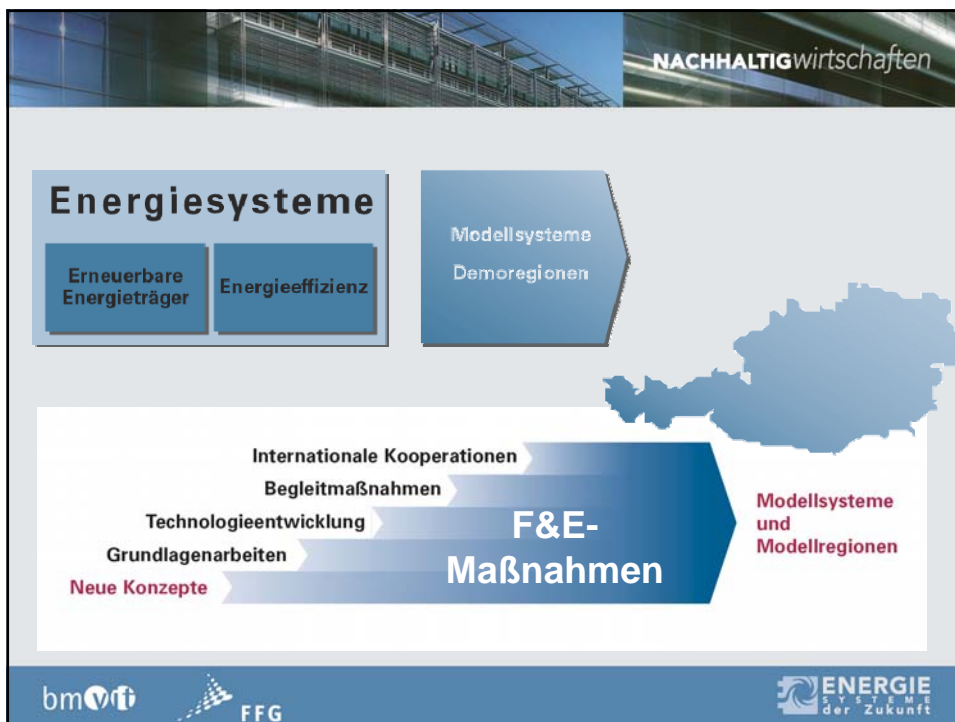 NACHHALTIGwirtschaften
Energiesysteme
Erneuerbare
Energieträger
Energieeffizienz
Modellsysteme
Demoregionen
Internationale Kooperationen
Begleitmaßnahmen
Technologieentwicklung
Grundlagenarbeiten
Neue Konzepte
F&E-
Maßnahmen
Modellsysteme
und
Modellregionen
bmvit
FFG
ENERGIE
SYSTEME
der Zukunft